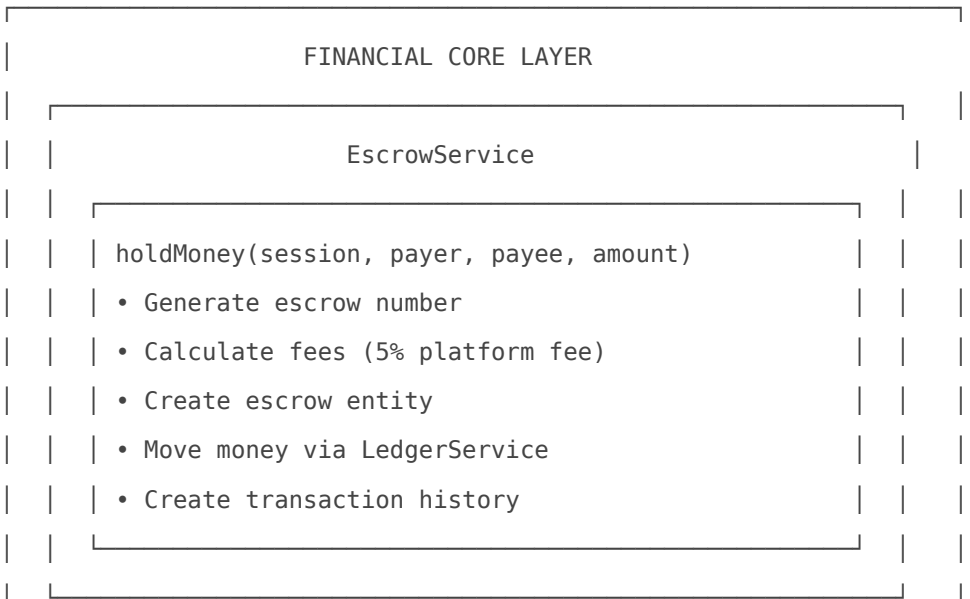 FINANCIAL CORE LAYER
EscrowService
holdMoney(session, payer, payee, amount)
• Generate escrow number
• Calculate fees (5% platform fee)
• Create escrow entity
• Move money via LedgerService
• Create transaction history